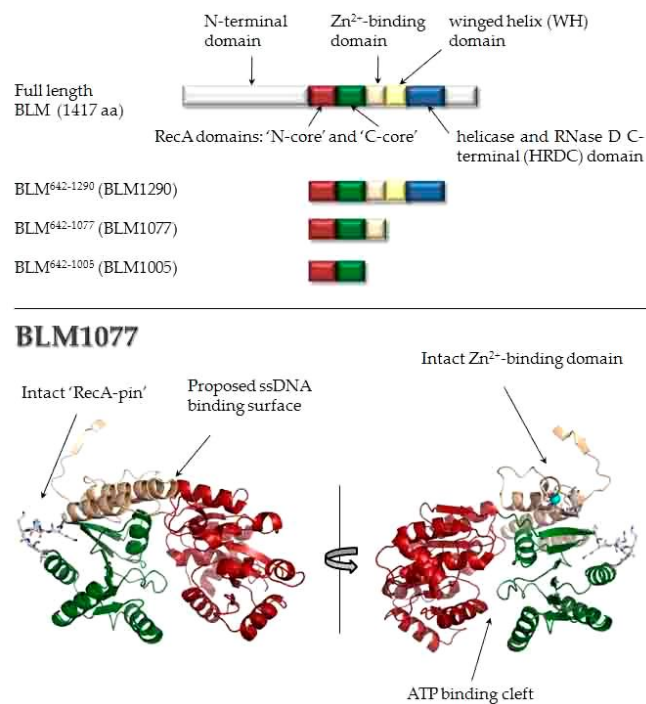 N-terminal
domain
Zn²⁺-binding
domain
winged helix (WH)
domain
Full length
BLM (1417 aa)
RecA domains: 'N-core' and 'C-core'
helicase and RNase D C-
terminal (HRDC) domain
BLM⁶⁴²⁻¹²⁹⁰ (BLM1290)
BLM⁶⁴²⁻¹⁰⁷⁷ (BLM1077)
BLM⁶⁴²⁻¹⁰⁰⁵ (BLM1005)
BLM1077
Intact 'RecA-pin'
Proposed ssDNA
binding surface
Intact Zn²⁺-binding domain
ATP binding cleft